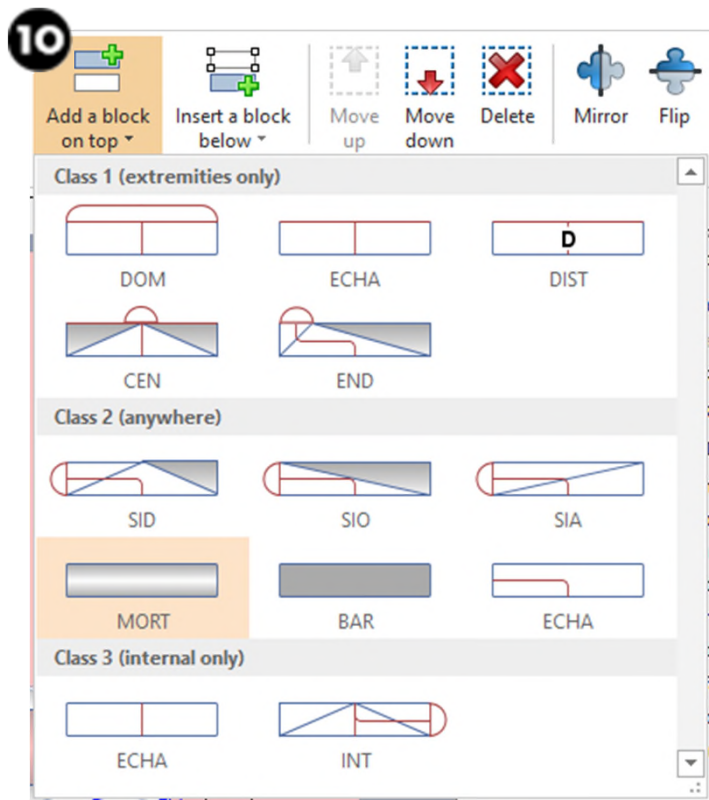 10
Add a block on top
Insert a block below
Move up
Move down
Delete
Mirror
Flip
Class 1 (extremities only)
DOM
ECHA
D
DIST
CEN
END
Class 2 (anywhere)
SID
SIO
SIA
MORT
BAR
ECHA
Class 3 (internal only)
ECHA
INT